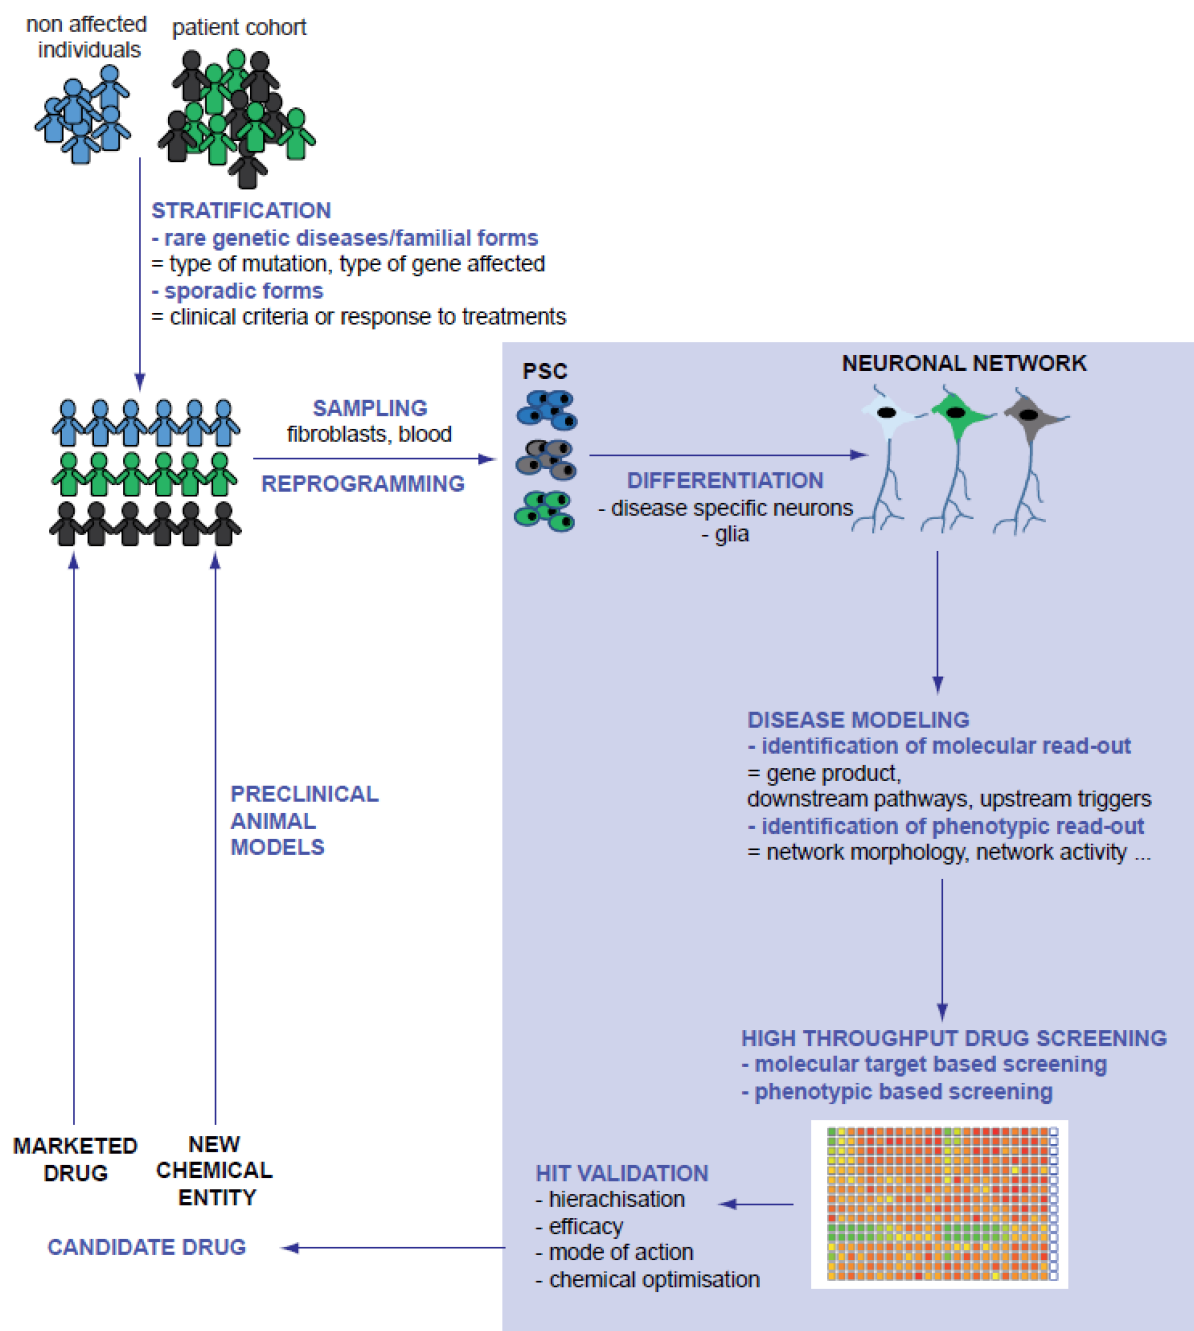 non affected
individuals
patient cohort
STRATIFICATION
- rare genetic diseases/familial forms
= type of mutation, type of gene affected
- sporadic forms
= clinical criteria or response to treatments
SAMPLING
fibroblasts, blood
REPROGRAMMING
PSC
NEURONAL NETWORK
DIFFERENTIATION
- disease specific neurons
- glia
DISEASE MODELING
- identification of molecular read-out
= gene product,
downstream pathways, upstream triggers
- identification of phenotypic read-out
= network morphology, network activity ...
PRECLINICAL
ANIMAL
MODELS
HIGH THROUGHPUT DRUG SCREENING
- molecular target based screening
- phenotypic based screening
MARKETED
DRUG
NEW
CHEMICAL
ENTITY
HIT VALIDATION
- hierachisation
- efficacy
- mode of action
- chemical optimisation
CANDIDATE DRUG